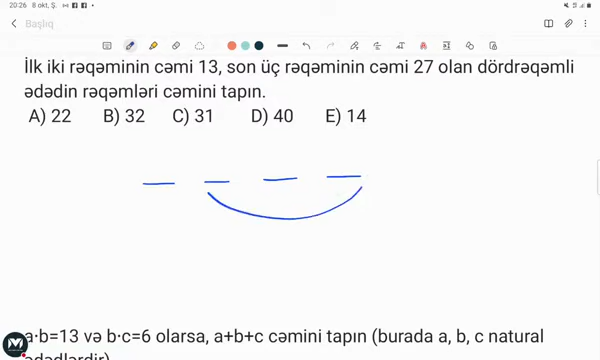 20:26 8 okt, Ş.
Başlıq
İlk iki rəqəminin cəmi 13, son üç rəqəminin cəmi 27 olan dördrəqəmli
ədədin rəqəmləri cəmini tapın.
A) 22 B) 32 C) 31 D) 40 E) 14
a·b=13 və b·c=6 olarsa, a+b+c cəmini tapın (burada a, b, c natural
ədədlərdir)